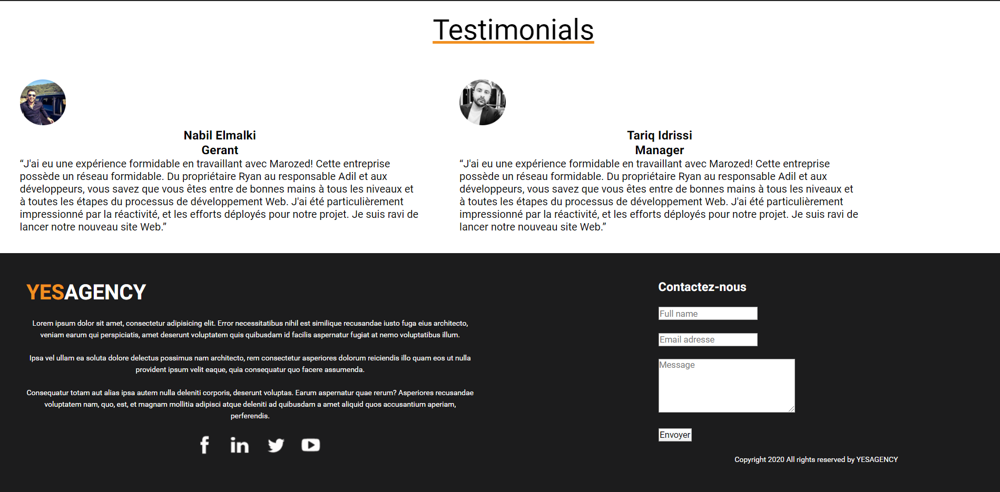 Testimonials
Nabil Elmalki
Gerant
“J'ai eu une expérience formidable en travaillant avec Marozed! Cette entreprise
possède un réseau formidable. Du propriétaire Ryan au responsable Adil et aux
développeurs, vous savez que vous êtes entre de bonnes mains à tous les niveaux et
à toutes les étapes du processus de développement Web. J'ai été particulièrement
impressionné par la réactivité, et les efforts déployés pour notre projet. Je suis ravi de
lancer notre nouveau site Web.”
Tariq Idrissi
Manager
“J'ai eu une expérience formidable en travaillant avec Marozed! Cette entreprise
possède un réseau formidable. Du propriétaire Ryan au responsable Adil et aux
développeurs, vous savez que vous êtes entre de bonnes mains à tous les niveaux et
à toutes les étapes du processus de développement Web. J'ai été particulièrement
impressionné par la réactivité, et les efforts déployés pour notre projet. Je suis ravi de
lancer notre nouveau site Web.”
YESAGENCY
Lorem ipsum dolor sit amet, consectetur adipisicing elit. Error necessitatibus nihil est similique recusandae iusto fuga eius architecto,
veniam earum qui perspiciatis, amet deserunt voluptatem quis quibusdam id facilis aspernatur fugiat at nemo voluptatibus illum.
Ipsa vel ullam ea soluta dolore delectus possimus nam architecto, rem consectetur asperiores dolorum reiciendis illo quam eos ut nulla
provident ipsum velit eaque, quia consequatur quo facere assumenda.
Consequatur totam aut alias ipsa autem nulla deleniti corporis, deserunt voluptas. Earum aspernatur quae rerum? Asperiores recusandae
voluptatem nam, quo, est, et magnam mollitia adipisci atque deleniti ad quibusdam a amet aliquid quos accusantium aperiam,
perferendis.
Contactez-nous
Full name
Email adresse
Message
Envoyer
Copyright 2020 All rights reserved by YESAGENCY